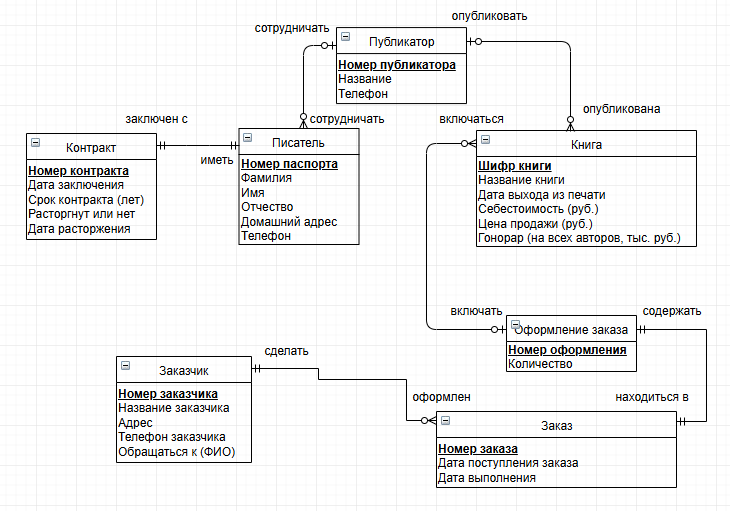 опубликовать
сотрудничать
Публикатор
Номер публикатора
Название
Телефон
опубликована
сотрудничать
включаться
заключен с
иметь
Контракт
Номер контракта
Дата заключения
Срок контракта (лет)
Расторгнут или нет
Дата расторжения
Писатель
Номер паспорта
Фамилия
Имя
Отчество
Домашний адрес
Телефон
Книга
Шифр книги
Название книги
Дата выхода из печати
Себестоимость (руб.)
Цена продажи (руб.)
Гонорар (на всех авторов, тыс. руб.)
включать
содержать
Оформление заказа
Номер оформления
Количество
сделать
Заказчик
Номер заказчика
Название заказчика
Адрес
Телефон заказчика
Обращаться к (ФИО)
оформлен
находиться в
Заказ
Номер заказа
Дата поступления заказа
Дата выполнения